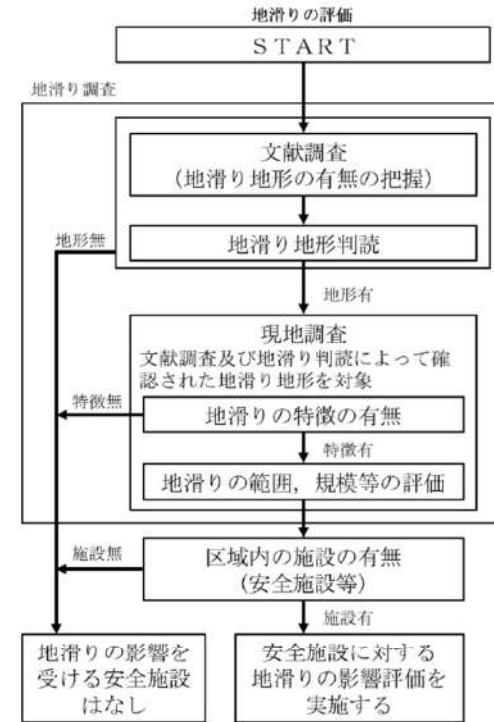 地滑りの評価
ＳＴＡＲＴ
地滑り調査
文献調査
(地滑り地形の有無の把握)
地滑り地形判読
地形無
地形有
現地調査
文献調査及び地滑り判読によって確
認された地滑り地形を対象
特徴無
地滑りの特徴の有無
特徴有
地滑りの範囲，規模等の評価
施設無
区域内の施設の有無
(安全施設等)
施設有
地滑りの影響を
受ける安全施設
はなし
安全施設に対する
地滑りの影響評価を
実施する